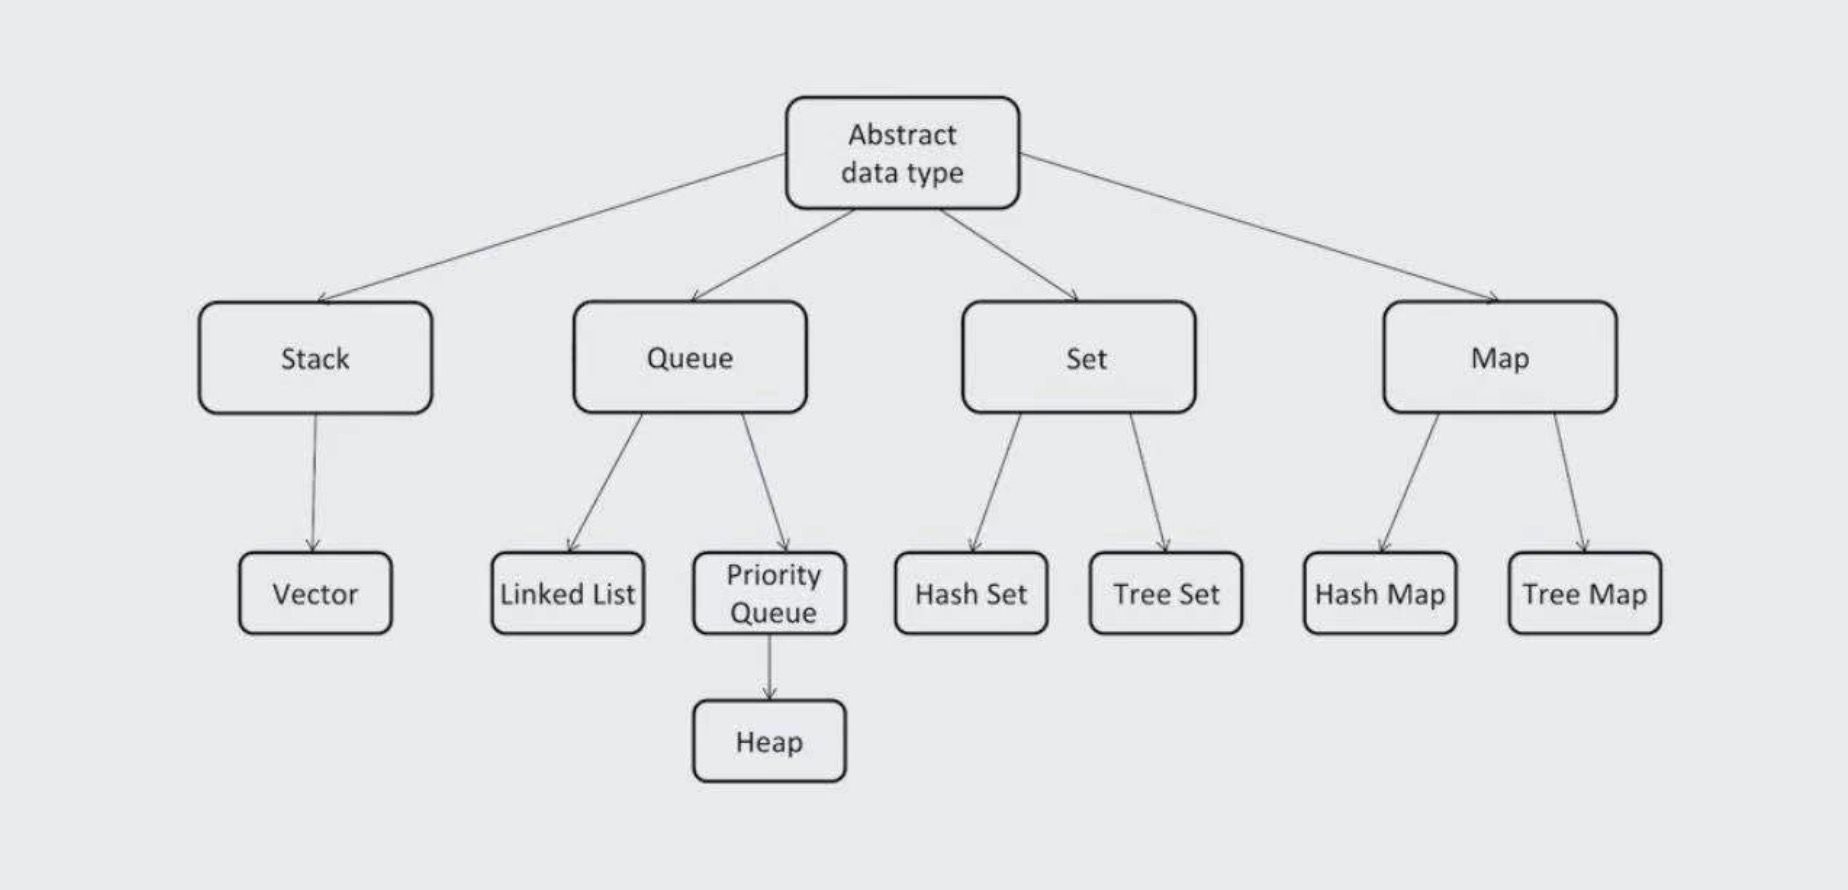 Abstract
data type
Stack
Queue
Set
Map
Vector
Linked List
Priority
Queue
Hash Set
Tree Set
Hash Map
Tree Map
Heap